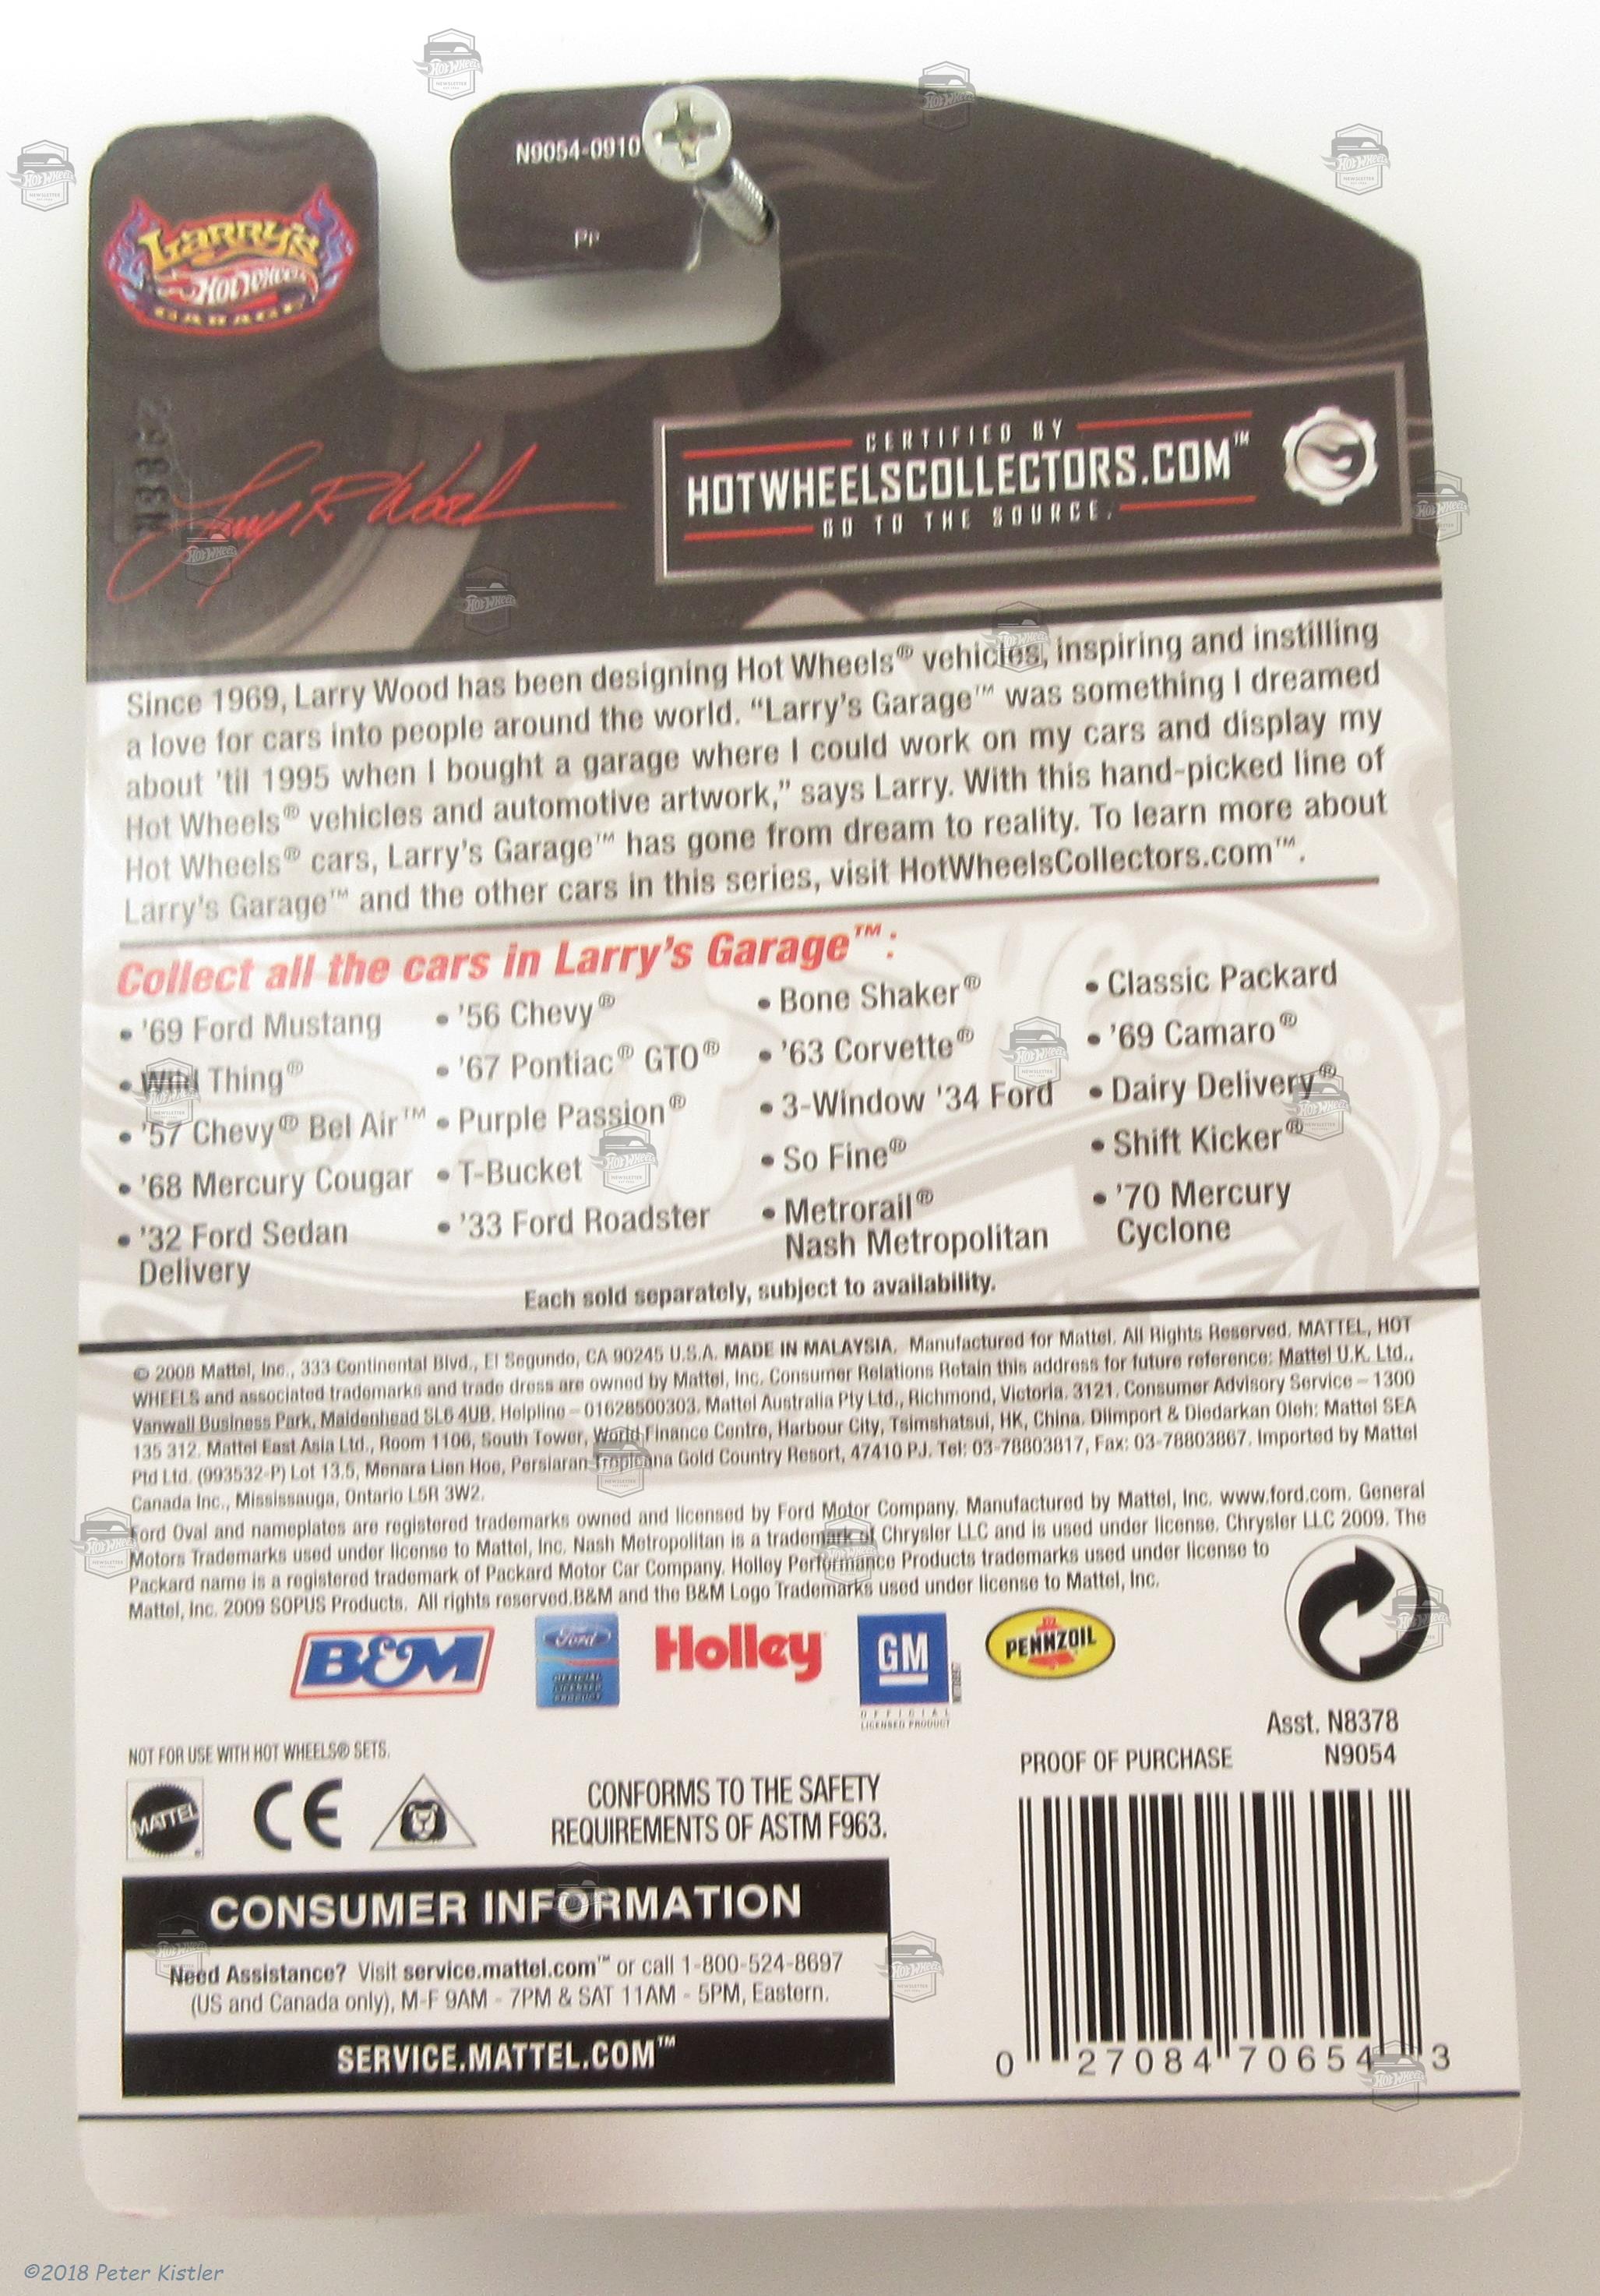 N9054-0910
Larry's
Hot Wheels
GARAGE
Larry R Wood
CERTIFIED BY
HOTWHEELSCOLLECTORS.COM™
GO TO THE SOURCE.
Since 1969, Larry Wood has been designing Hot Wheels® vehicles, inspiring and instilling
a love for cars into people around the world. “Larry’s Garage™ was something I dreamed
about ’til 1995 when I bought a garage where I could work on my cars and display my
Hot Wheels® vehicles and automotive artwork,” says Larry. With this hand-picked line of
Hot Wheels® cars, Larry’s Garage™ has gone from dream to reality. To learn more about
Larry’s Garage™ and the other cars in this series, visit HotWheelsCollectors.com™.
Collect all the cars in Larry’s Garage™:
• ’69 Ford Mustang
• Wild Thing®
• ’57 Chevy® Bel Air™
• ’68 Mercury Cougar
• ’32 Ford Sedan
Delivery
• ’56 Chevy®
• ’67 Pontiac® GTO®
• Purple Passion®
• T-Bucket
• ’33 Ford Roadster
• Bone Shaker®
• ’63 Corvette®
• 3-Window ’34 Ford
• So Fine®
• Metrorail®
Nash Metropolitan
• Classic Packard
• ’69 Camaro®
• Dairy Delivery®
• Shift Kicker®
• ’70 Mercury
Cyclone
Each sold separately, subject to availability.
© 2008 Mattel, Inc., 333 Continental Blvd., El Segundo, CA 90245 U.S.A. MADE IN MALAYSIA. Manufactured for Mattel. All Rights Reserved. MATTEL, HOT
WHEELS and associated trademarks and trade dress are owned by Mattel, Inc. Consumer Relations Retain this address for future reference: Mattel U.K. Ltd.,
Vanwall Business Park, Maidenhead SL6 4UB. Helpline – 01628500303. Mattel Australia Pty Ltd., Richmond, Victoria. 3121. Consumer Advisory Service – 1300
135 312. Mattel East Asia Ltd., Room 1106, South Tower, World Finance Centre, Harbour City, Tsimshatsui, HK, China. Diimport & Diedarkan Oleh: Mattel SEA
Ptd Ltd. (993532-P) Lot 13.5, Menara Lien Hoe, Persiaran Tropicana Gold Country Resort, 47410 PJ. Tel: 03-78803817, Fax: 03-78803867. Imported by Mattel
Canada Inc., Mississauga, Ontario L5R 3W2.
Ford Oval and nameplates are registered trademarks owned and licensed by Ford Motor Company. Manufactured by Mattel, Inc. www.ford.com. General
Motors Trademarks used under license to Mattel, Inc. Nash Metropolitan is a trademark of Chrysler LLC and is used under license. Chrysler LLC 2009. The
Packard name is a registered trademark of Packard Motor Car Company. Holley Performance Products trademarks used under license to
Mattel, Inc. 2009 SOPUS Products. All rights reserved.B&M and the B&M Logo Trademarks used under license to Mattel, Inc.
B&M
Ford
OFFICIAL
LICENSED
PRODUCT
Holley
GM
OFFICIAL
LICENSED PRODUCT
PENNZOIL
NOT FOR USE WITH HOT WHEELS® SETS.
MATTEL
CE
CONFORMS TO THE SAFETY
REQUIREMENTS OF ASTM F963.
Asst. N8378
PROOF OF PURCHASE N9054
CONSUMER INFORMATION
Need Assistance? Visit service.mattel.com™ or call 1-800-524-8697
(US and Canada only), M-F 9AM - 7PM & SAT 11AM - 5PM, Eastern.
SERVICE.MATTEL.COM™
0 27084 70654 3
©2018 Peter Kistler